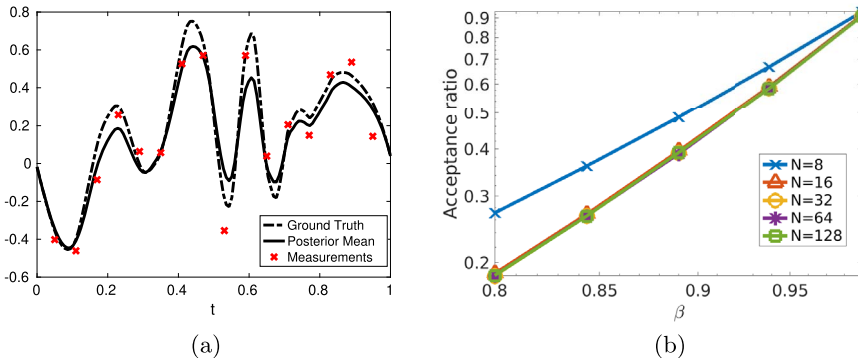 0.8
0.6
0.4
0.2
0
-0.2
-0.4
-0.6
0 0.2 0.4 0.6 0.8 1
t
Ground Truth
Posterior Mean
Measurements
(a)
Acceptance ratio
0.9
0.8
0.7
0.6
0.5
0.4
0.3
0.2
0.8 0.85 0.9 0.95
β
N=8
N=16
N=32
N=64
N=128
(b)